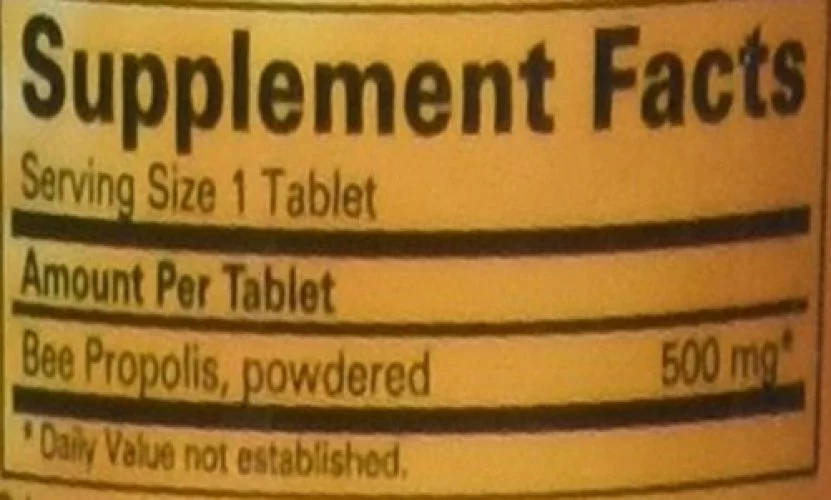 Supplement Facts
Serving Size 1 Tablet
Amount Per Tablet
Bee Propolis, powdered 500 mg*
* Daily Value not established.